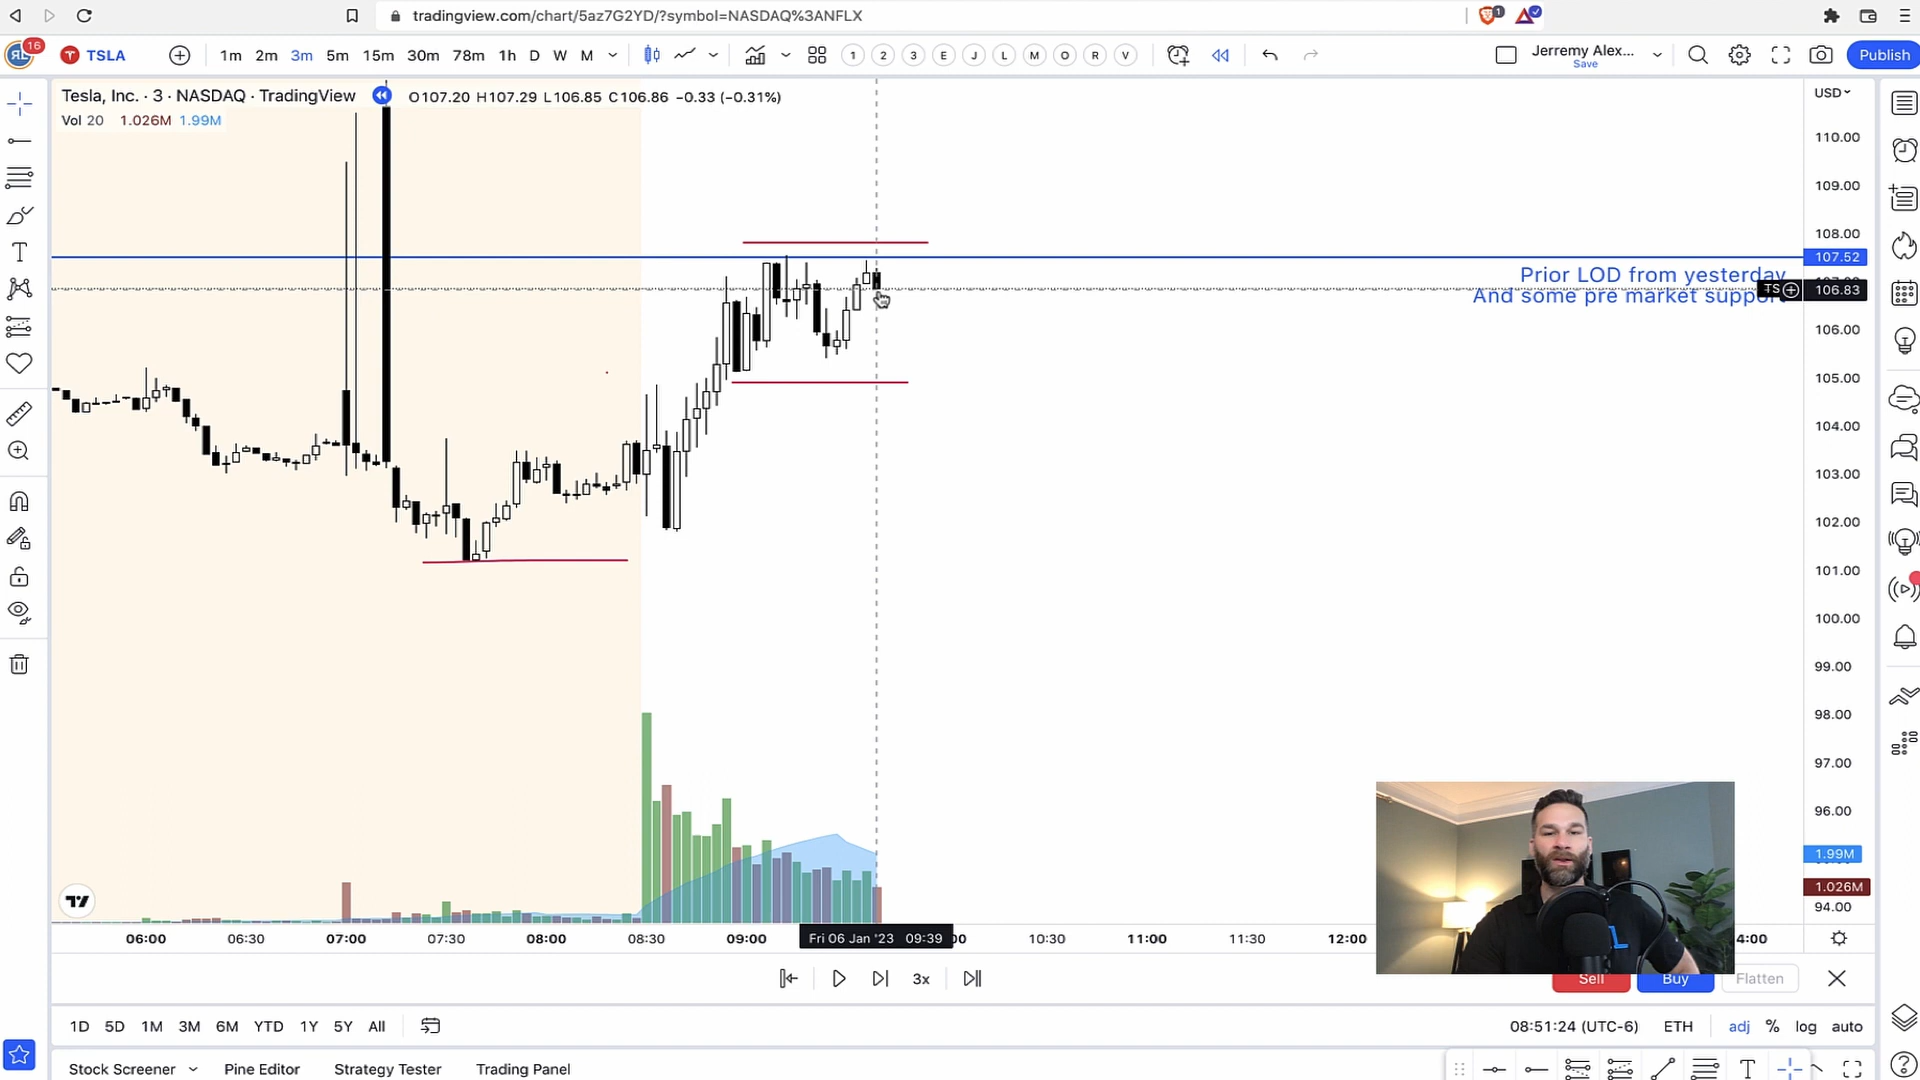 tradingview.com/chart/5az7G2YD/?symbol=NASDAQ%3ANFLX
1
16
TSLA
1m 2m 3m 5m 15m 30m 78m 1h D W M
1 2 3 E J L M O R V
Jerremy Alex...
Save
Publish
Tesla, Inc. · 3 · NASDAQ · TradingView
O107.20 H107.29 L106.85 C106.86 −0.33 (−0.31%)
Vol 20 1.026M 1.99M
USD
110.00
109.00
108.00
107.52
Prior LOD from yesterday
And some pre market support
TS
106.83
106.00
105.00
104.00
103.00
102.00
101.00
100.00
99.00
98.00
97.00
96.00
1.99M
1.026M
94.00
06:00 06:30 07:00 07:30 08:00 08:30 09:00 Fri 06 Jan '23 09:39 10:30 11:00 11:30 12:00
3x
Sell Buy Flatten
1D 5D 1M 3M 6M YTD 1Y 5Y All
08:51:24 (UTC-6) ETH adj % log auto
Stock Screener Pine Editor Strategy Tester Trading Panel